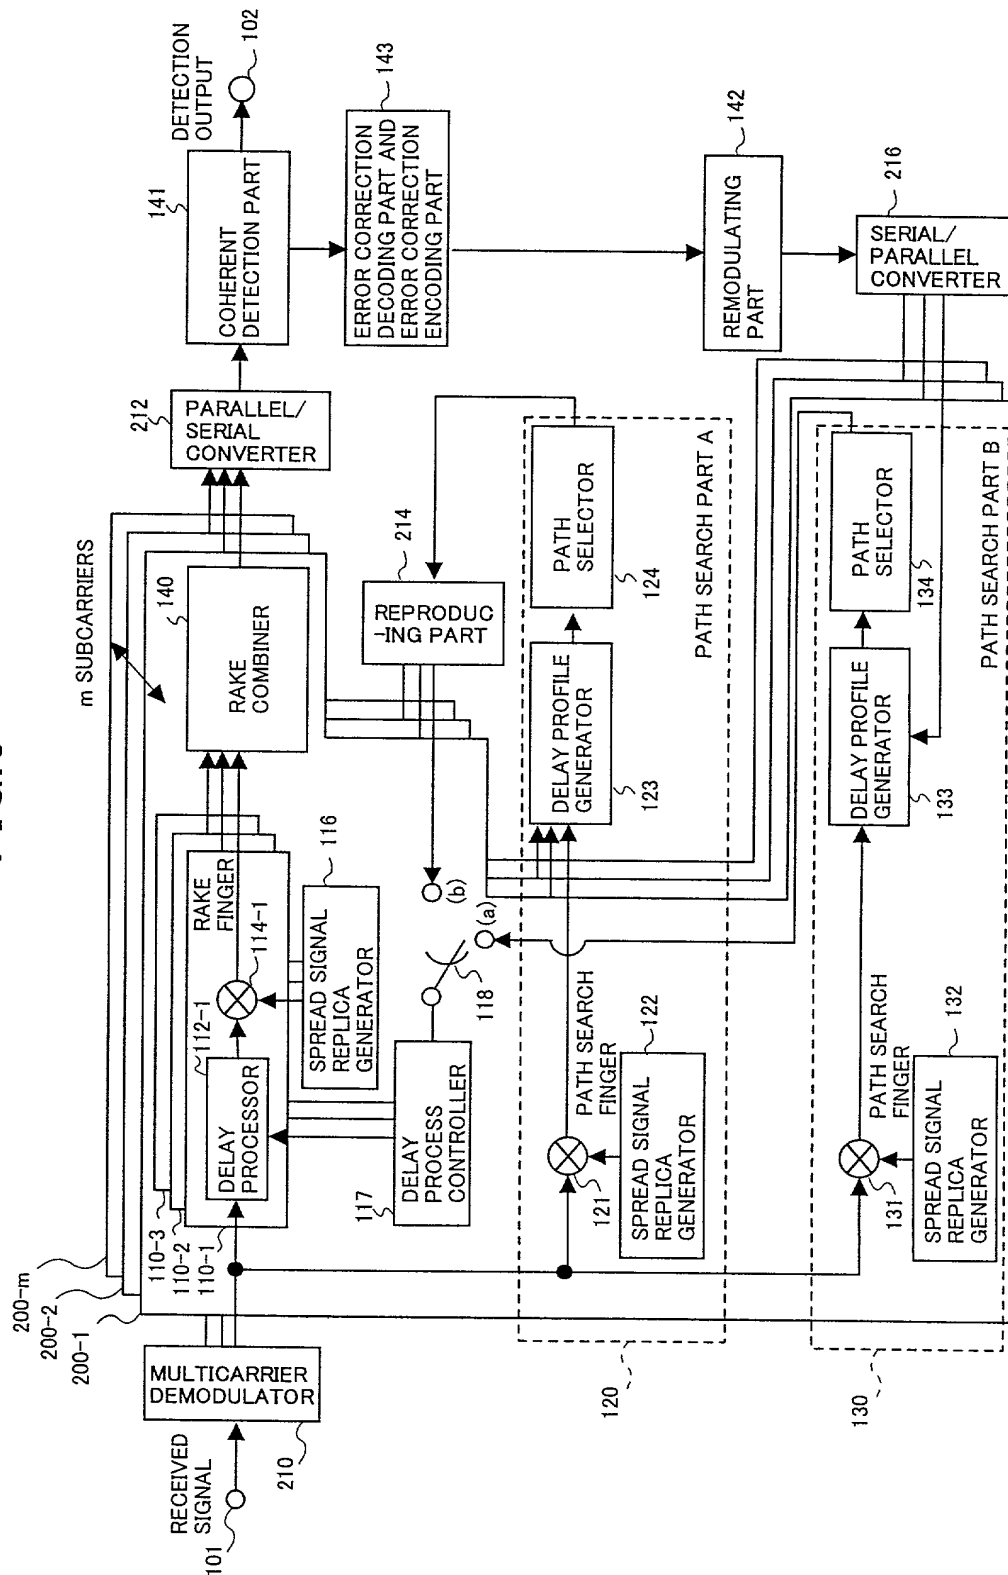 RECEIVED
SIGNAL
101
MULTICARRIER
DEMODULATOR
210
200-m
200-2
200-1
110-3
110-2
110-1
DELAY
PROCESSOR
112-1
114-1
RAKE
FINGER
SPREAD SIGNAL
REPLICA
GENERATOR
116
DELAY
PROCESS
CONTROLLER
117
118
(a)
(b)
m SUBCARRIERS
RAKE
COMBINER
140
PARALLEL/
SERIAL
CONVERTER
212
COHERENT
DETECTION PART
141
DETECTION
OUTPUT
102
ERROR CORRECTION
DECODING PART AND
ERROR CORRECTION
ENCODING PART
143
REMODULATING
PART
142
SERIAL/
PARALLEL
CONVERTER
216
REPRODUC
-ING PART
214
120
121
SPREAD SIGNAL
REPLICA
GENERATOR
122
PATH SEARCH
FINGER
DELAY PROFILE
GENERATOR
123
PATH
SELECTOR
124
PATH SEARCH PART A
130
131
SPREAD SIGNAL
REPLICA
GENERATOR
132
PATH SEARCH
FINGER
DELAY PROFILE
GENERATOR
133
PATH
SELECTOR
134
PATH SEARCH PART B